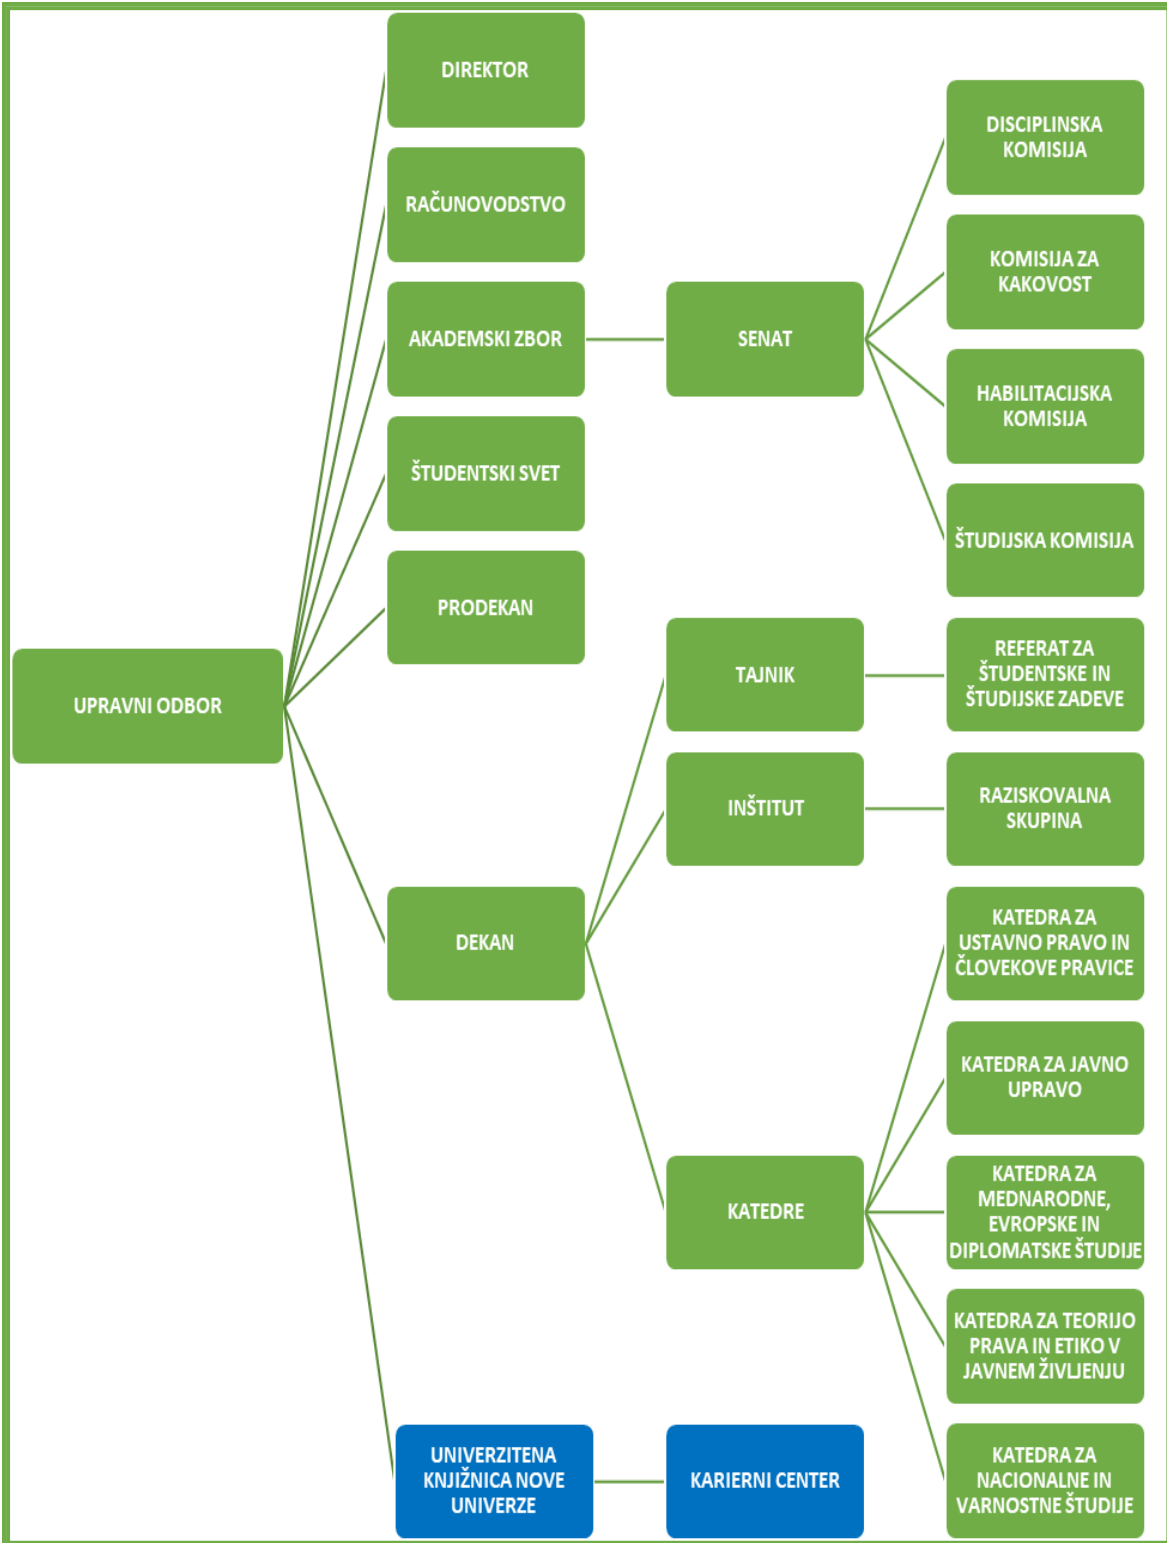 DIREKTOR
RAČUNOVODSTVO
AKADEMSKI ZBOR
ŠTUDENTSKI SVET
PRODEKAN
UPRAVNI ODBOR
DEKAN
UNIVERZITENA
KNJIŽNICA NOVE
UNIVERZE
SENAT
TAJNIK
INŠTITUT
KATEDRE
KARIERNI CENTER
DISCIPLINSKA
KOMISIJA
KOMISIJA ZA
KAKOVOST
HABILITACIJSKA
KOMISIJA
ŠTUDIJSKA KOMISIJA
REFERAT ZA
ŠTUDENTSKE IN
ŠTUDIJSKE ZADEVE
RAZISKOVALNA
SKUPINA
KATEDRA ZA
USTAVNO PRAVO IN
ČLOVEKOVE PRAVICE
KATEDRA ZA JAVNO
UPRAVO
KATEDRA ZA
MEDNARODNE,
EVROPSKE IN
DIPLOMATSKE ŠTUDIJE
KATEDRA ZA TEORIJO
PRAVA IN ETIKO V
JAVNEM ŽIVLJENJU
KATEDRA ZA
NACIONALNE IN
VARNOSTNE ŠTUDIJE